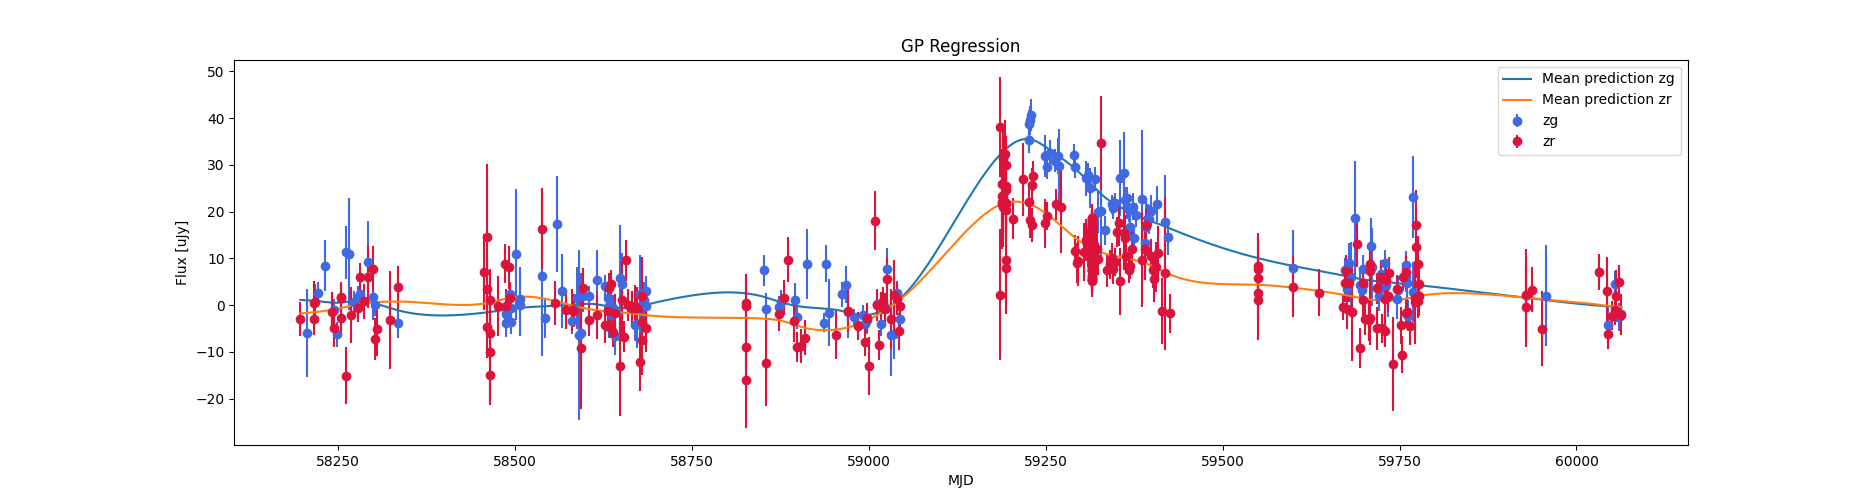 GP Regression
Flux [uJy]
50
40
30
20
10
0
−10
−20
58250
58500
58750
59000
59250
59500
59750
60000
MJD
Mean prediction zg
Mean prediction zr
zg
zr